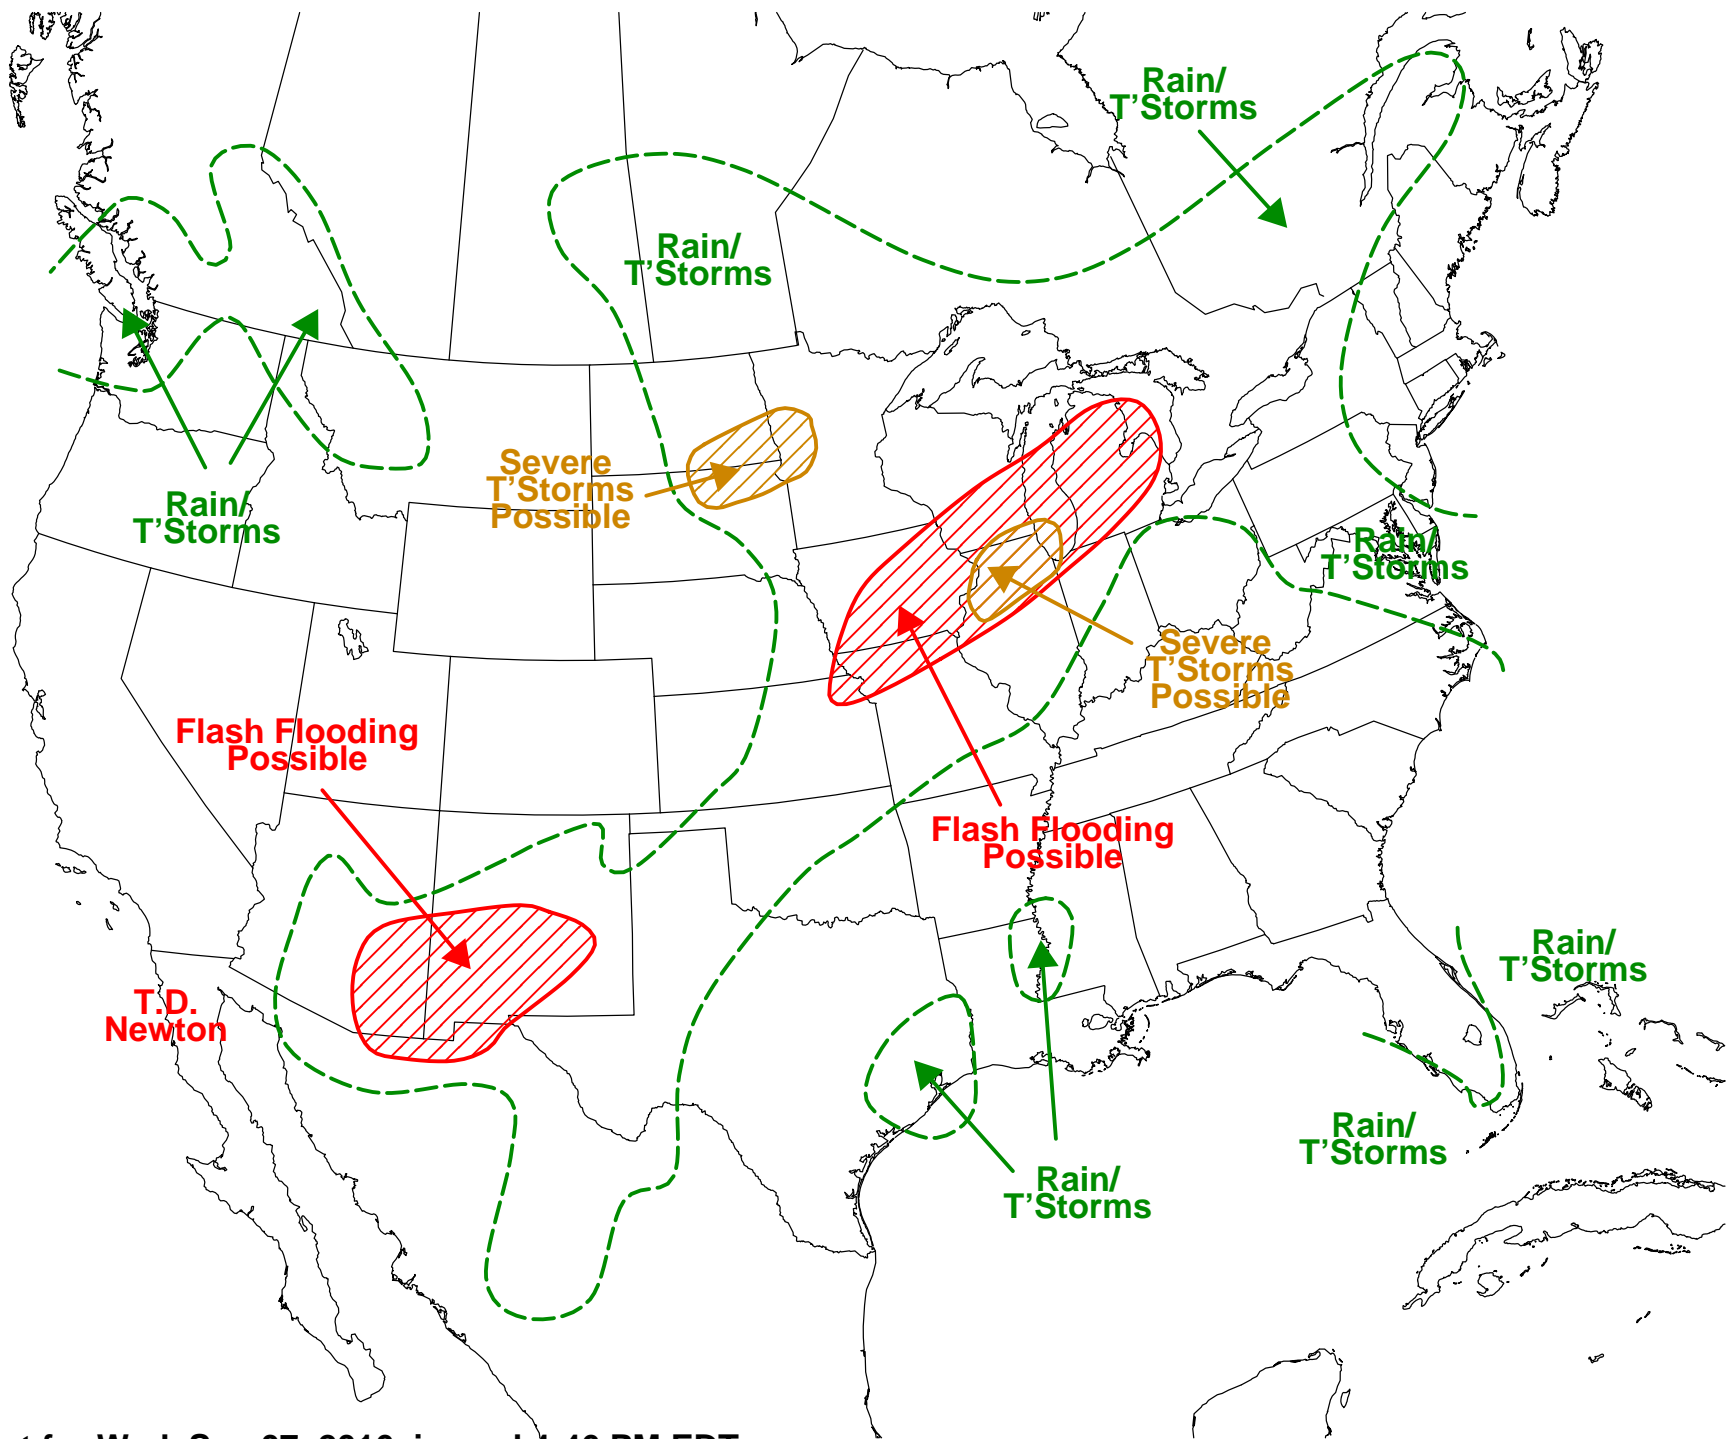 Rain/
T’Storms
Rain/
T’Storms
Severe
T’Storms
Possible
Rain/
T’Storms
Rain/
T’Storms
Severe
T’Storms
Possible
Flash Flooding
Possible
Flash Flooding
Possible
Rain/
T’Storms
T.D.
Newton
Rain/
T’Storms
Rain/
T’Storms